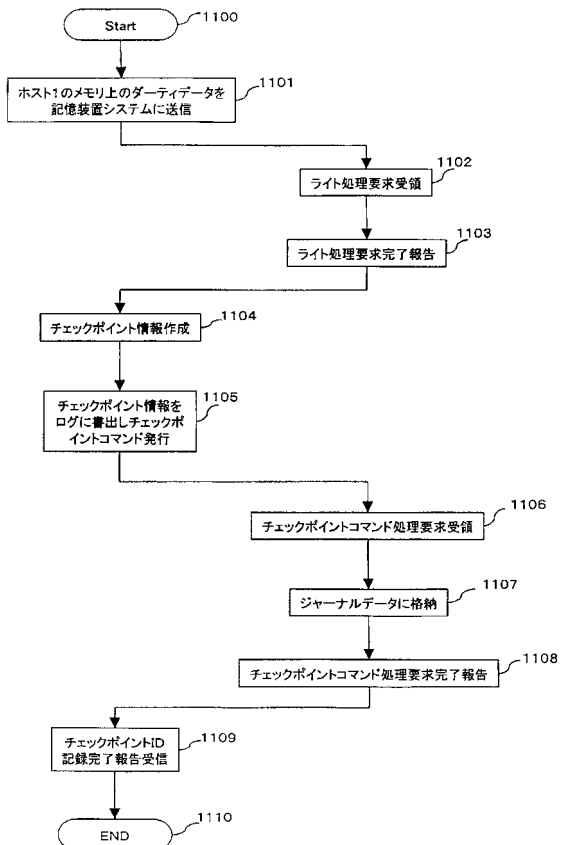 Start
1100
ホスト1のメモリ上のダーティデータを
記憶装置システムに送信
1101
ライト処理要求受領
1102
ライト処理要求完了報告
1103
チェックポイント情報作成
1104
チェックポイント情報を
ログに書出しチェックポ
イントコマンド発行
1105
チェックポイントコマンド処理要求受領
1106
ジャーナルデータに格納
1107
チェックポイントコマンド処理要求完了報告
1108
チェックポイントID
記録完了報告受信
1109
END
1110